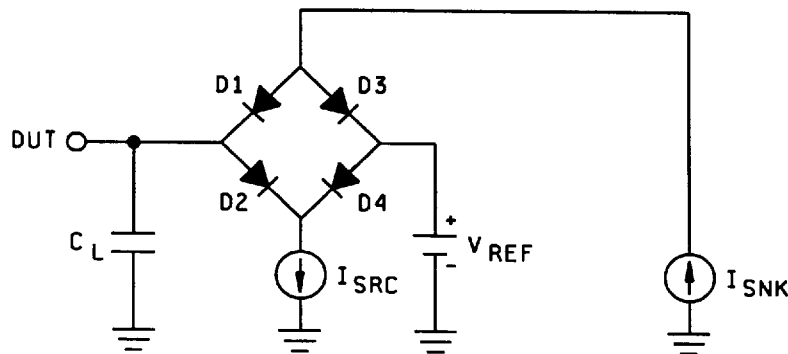 D1
D3
DUT
D2
D4
C L
+
V REF
-
I SRC
I SNK